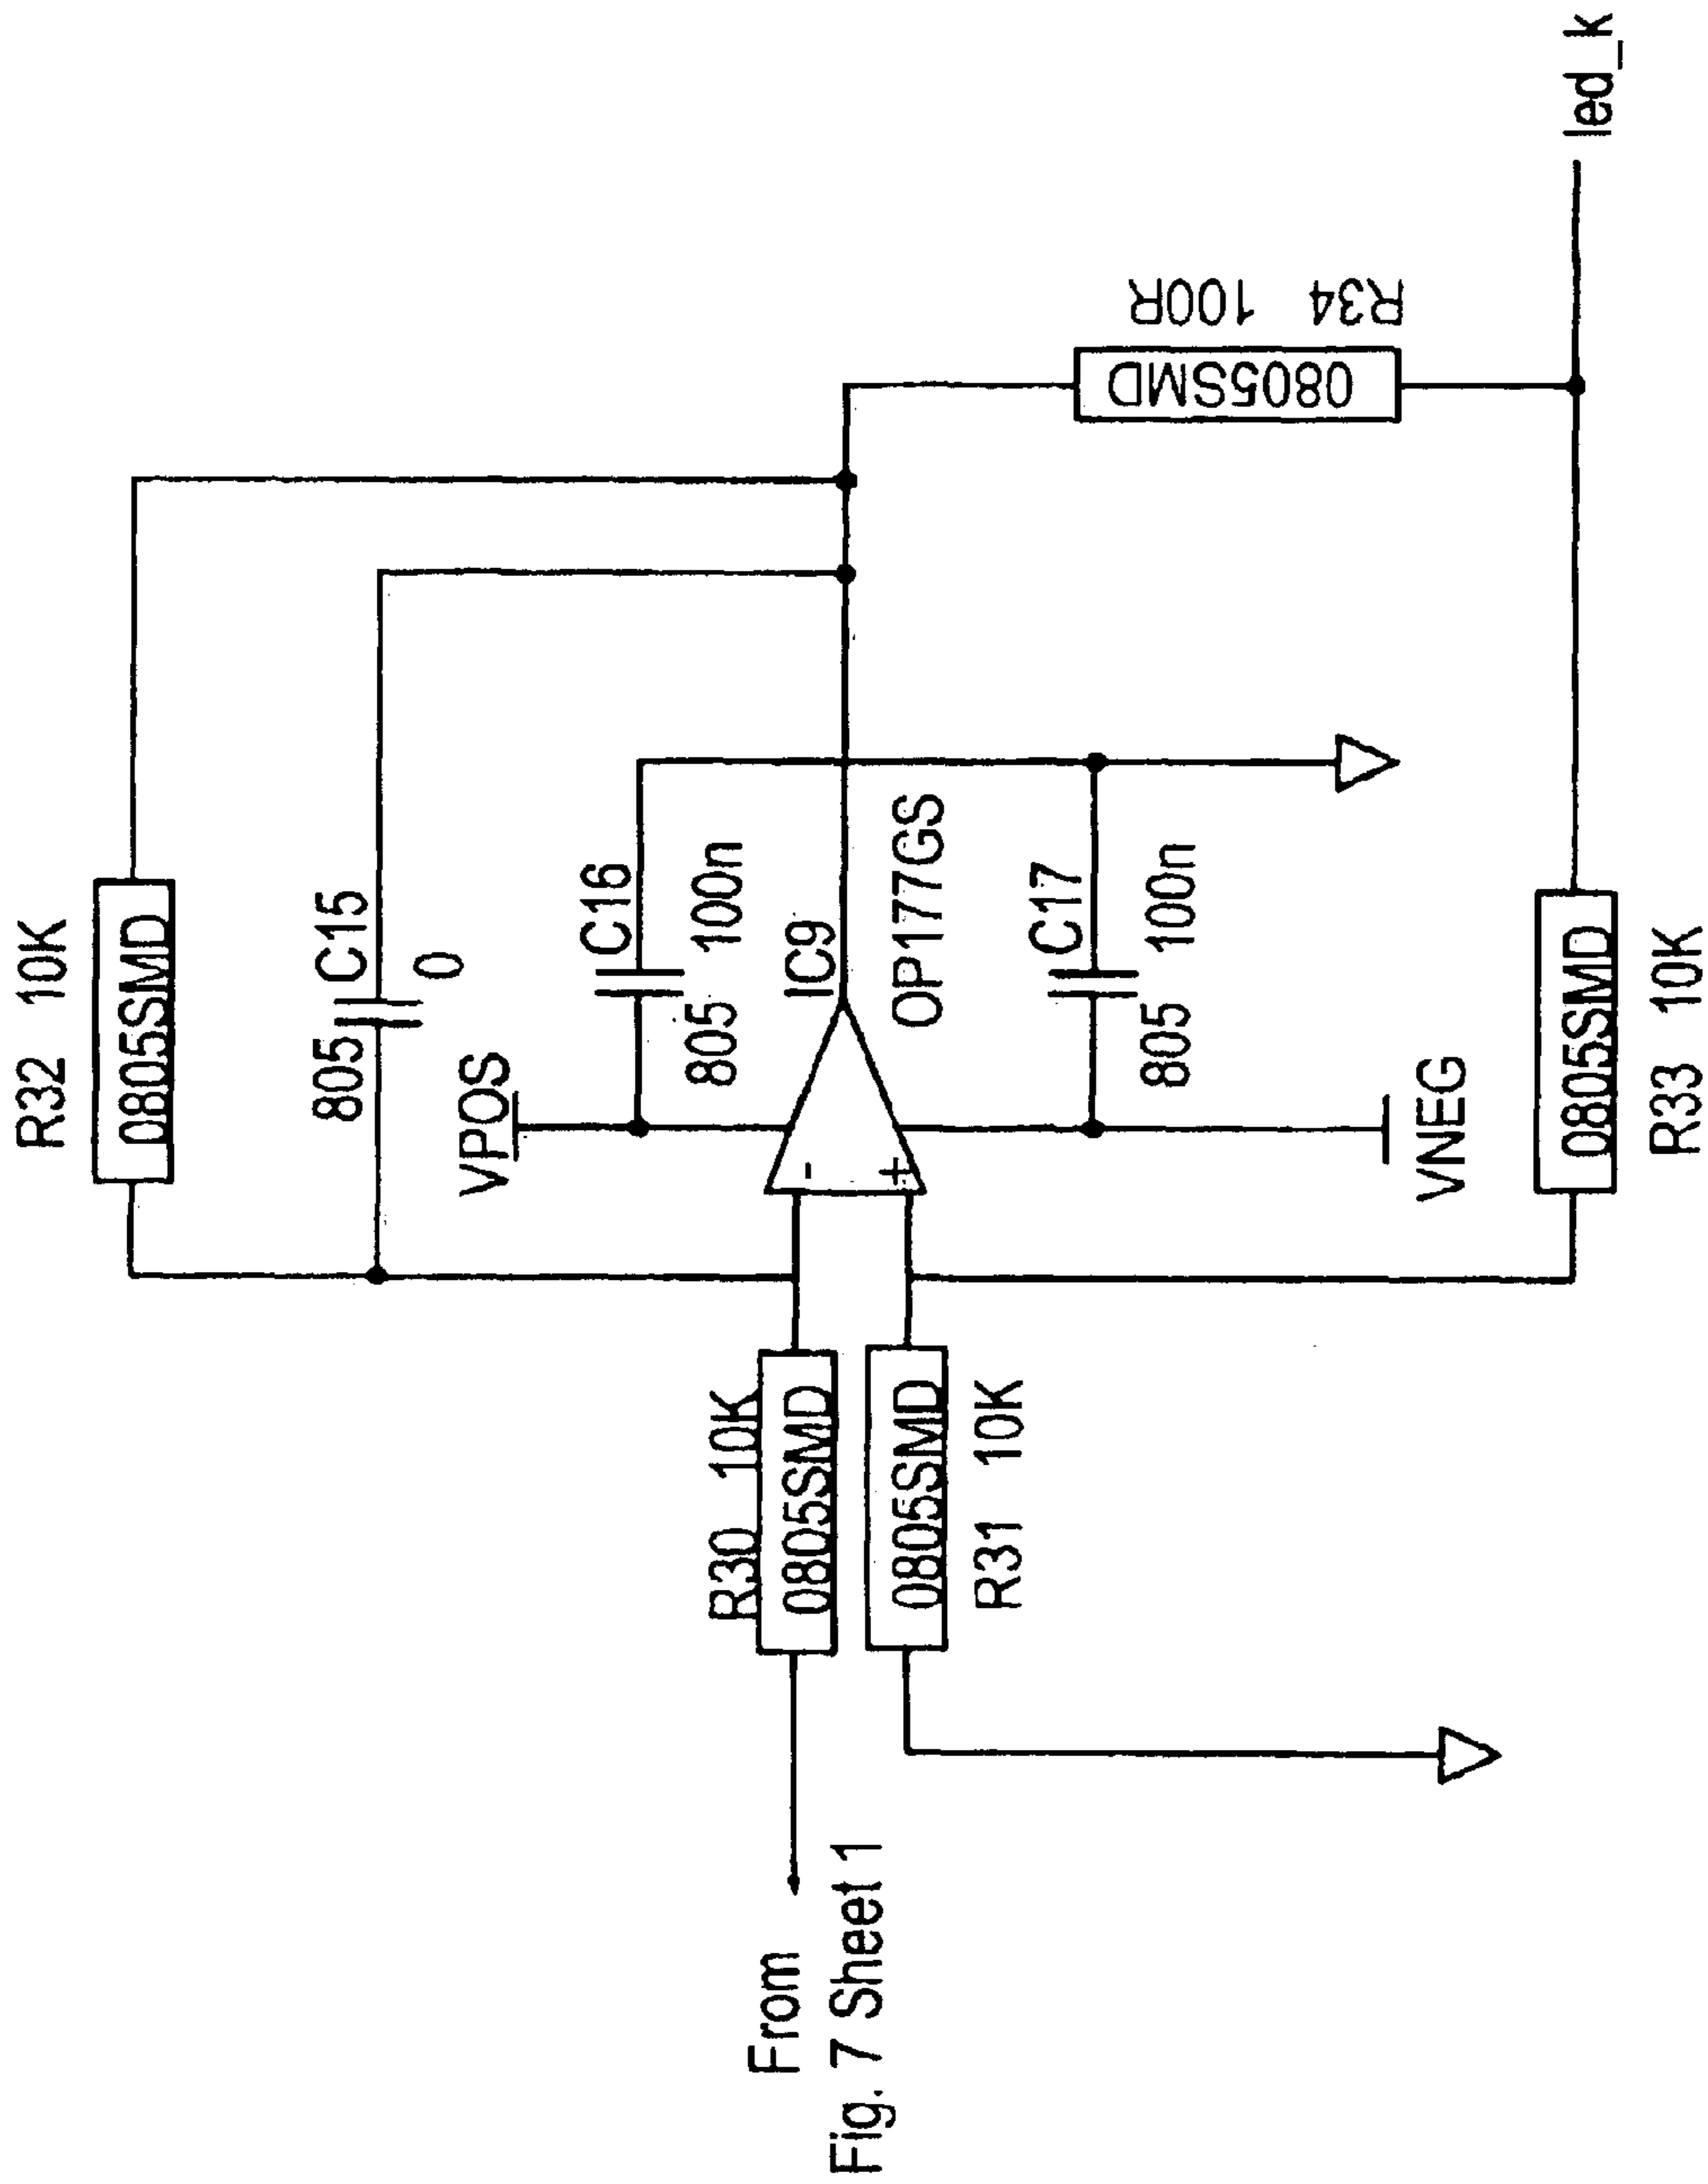 R32 10K
0805SMD
805 C15
0
VPOS
C16
805 100n
IC9
OP177GS
-
+
C17
805 100n
VNEG
R30 10K
0805SMD
0805SMD
R31 10K
From
Fig. 7 Sheet 1
R34 100R
0805SMD
0805SMD
R33 10K
led_k